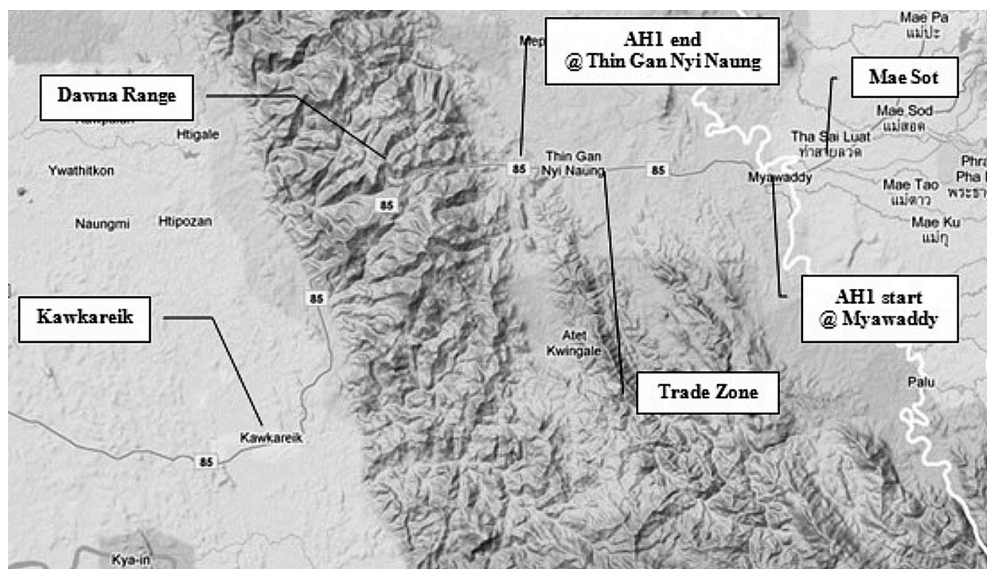 AH1 end
@ Thin Gan Nyi Naung
Mae Pa
แม่ปะ
Mae Sot
Dawna Range
Mae Sod
แม่สอด
Htigale
Tha Sai Luat
ท่าสายลวด
Ywathitkon
85
Thin Gan
Nyi Naung
85
Myawaddy
Mae Tao
แม่ตาว
85
Naungmi
Htipozan
Mae Ku
แม่กุ
85
Kawkareik
AH1 start
@ Myawaddy
Atet
Kwingale
Palu
Trade Zone
Kawkareik
85
Kya-in